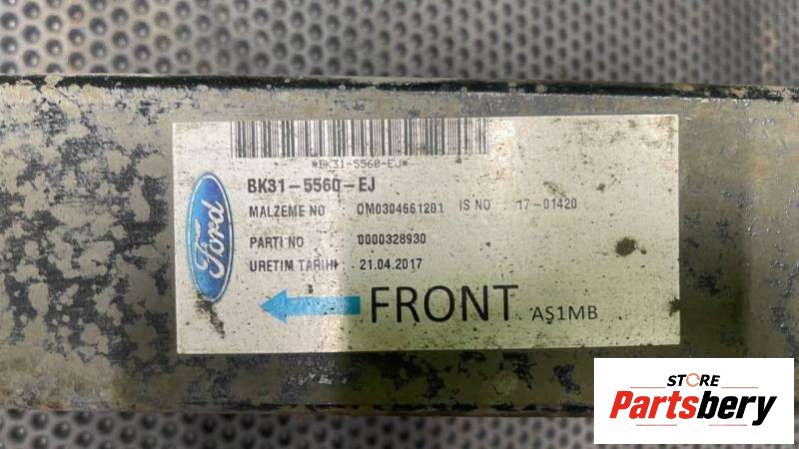 *BK31-5560-EJ*
BK31-5560-EJ
Ford
MALZEME NO : OM0304661201 IS NO : 17-01420
PARTI NO : 0000328930
URETIM TARIHI : 21.04.2017
FRONT AS1MB
STORE
Partsbery